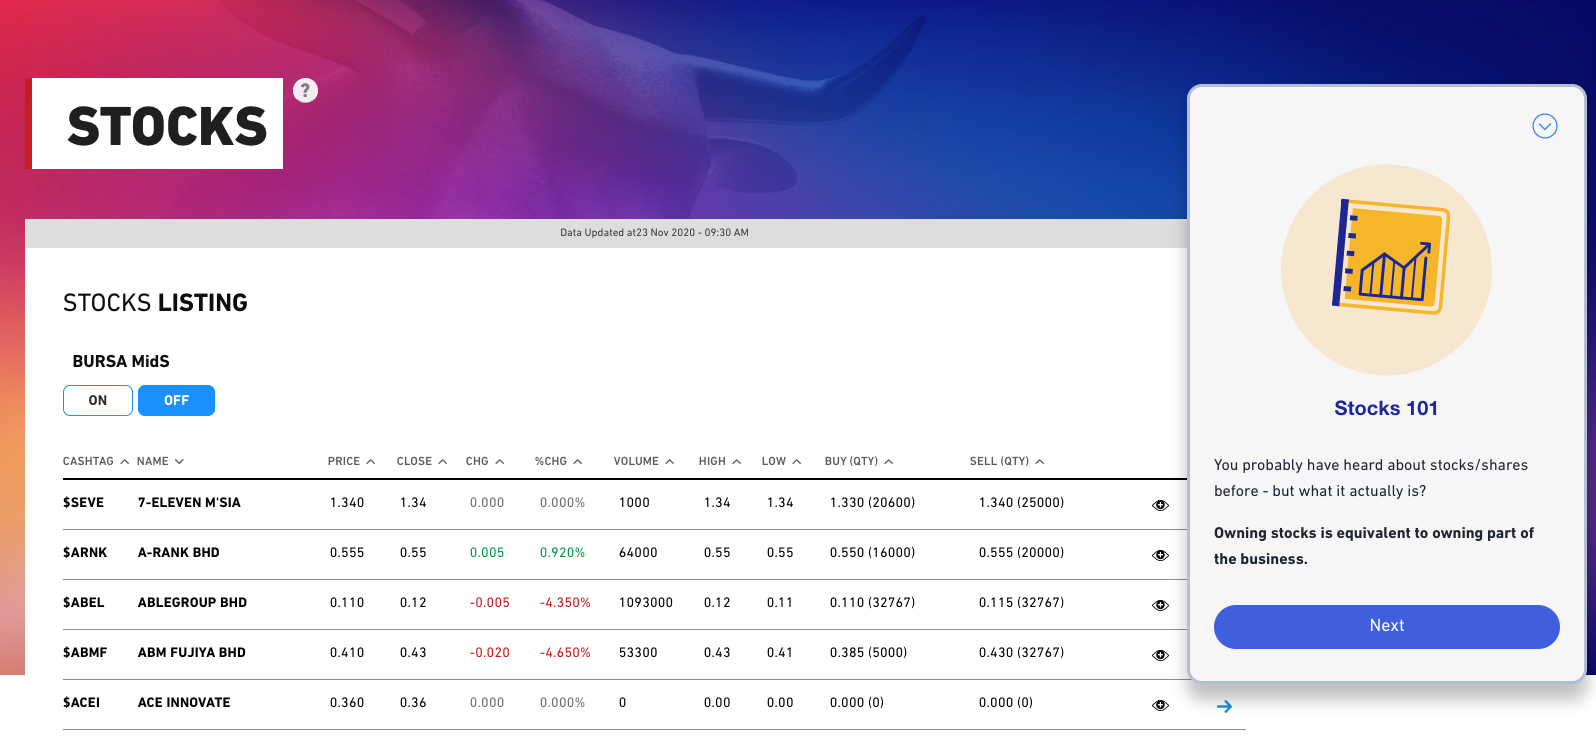 STOCKS
?
Data Updated at23 Nov 2020 - 09:30 AM
STOCKS LISTING
BURSA MidS
ON OFF
CASHTAG NAME PRICE CLOSE CHG %CHG VOLUME HIGH LOW BUY (QTY) SELL (QTY)
$SEVE 7-ELEVEN M'SIA 1.340 1.34 0.000 0.000% 1000 1.34 1.34 1.330 (20600) 1.340 (25000)
$ARNK A-RANK BHD 0.555 0.55 0.005 0.920% 64000 0.55 0.55 0.550 (16000) 0.555 (20000)
$ABEL ABLEGROUP BHD 0.110 0.12 -0.005 -4.350% 1093000 0.12 0.11 0.110 (32767) 0.115 (32767)
$ABMF ABM FUJIYA BHD 0.410 0.43 -0.020 -4.650% 53300 0.43 0.41 0.385 (5000) 0.430 (32767)
$ACEI ACE INNOVATE 0.360 0.36 0.000 0.000% 0 0.00 0.00 0.000 (0) 0.000 (0)
Stocks 101
You probably have heard about stocks/shares
before - but what it actually is?
Owning stocks is equivalent to owning part of
the business.
Next